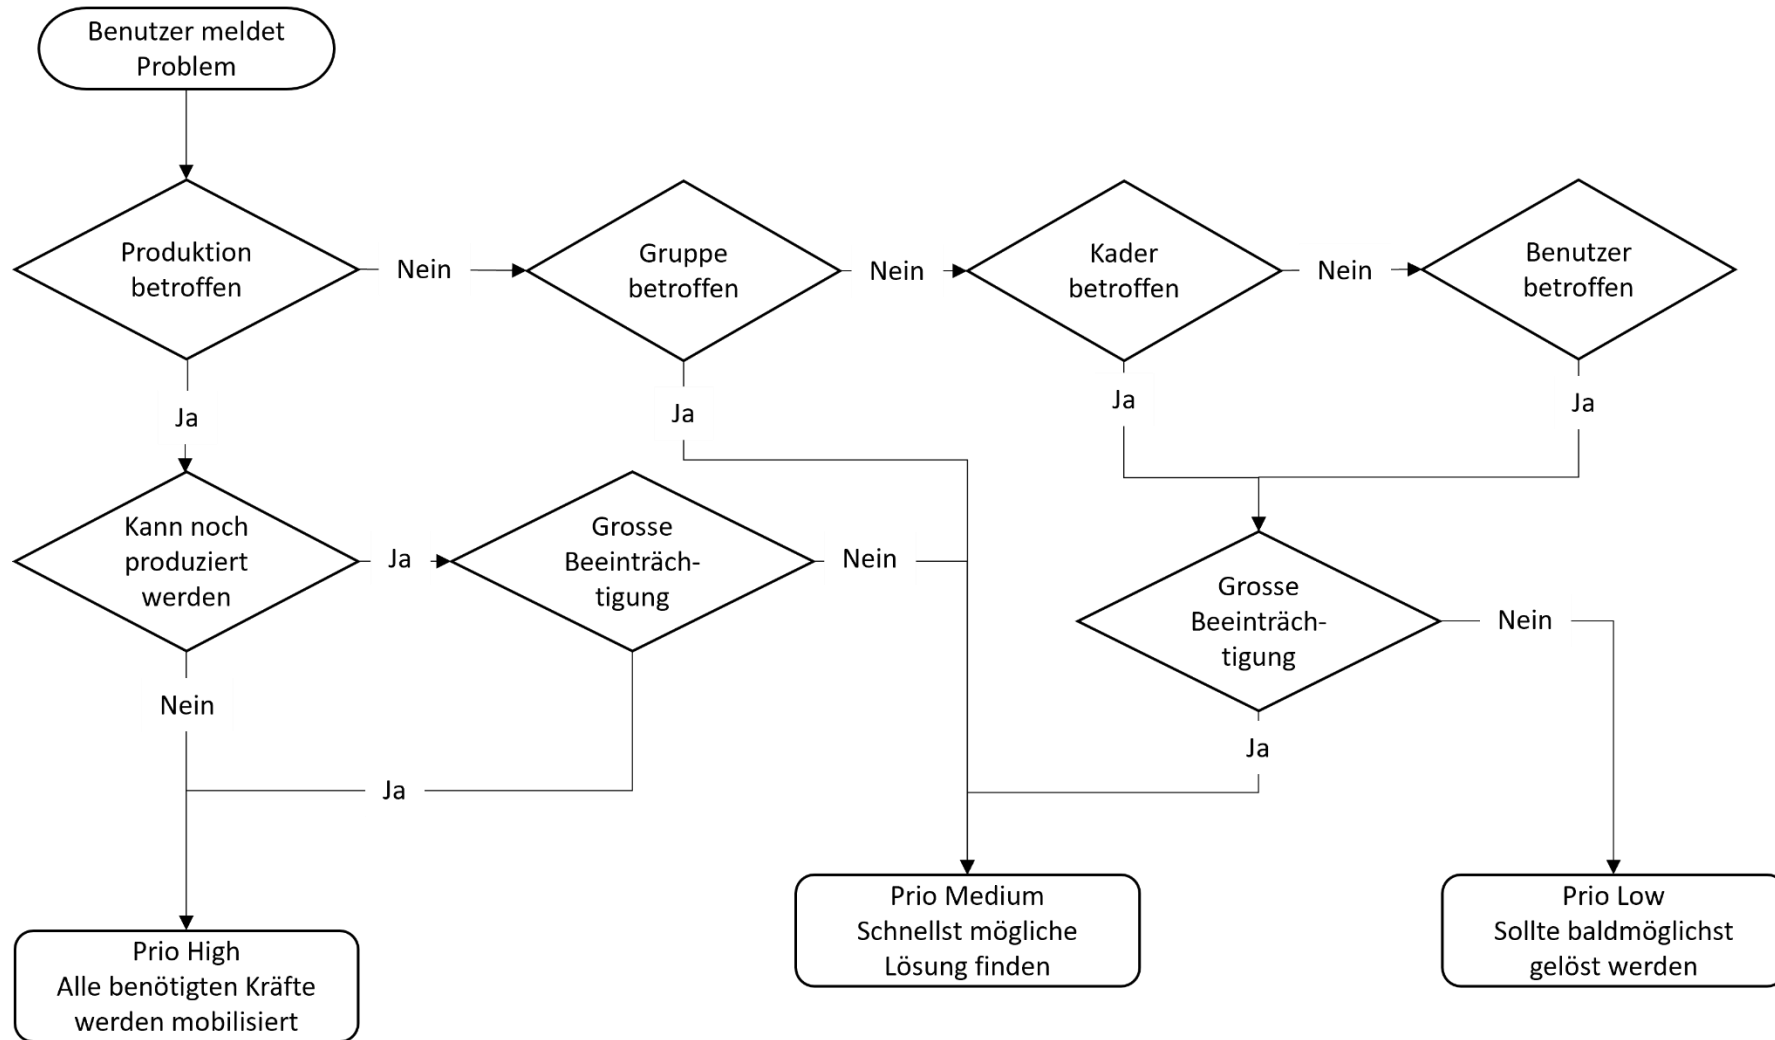 Benutzer meldet
Problem
Produktion
betroffen
Nein
Gruppe
betroffen
Nein
Kader
betroffen
Nein
Benutzer
betroffen
Ja
Ja
Ja
Ja
Kann noch
produziert
werden
Ja
Grosse
Beeinträch-
tigung
Nein
Grosse
Beeinträch-
tigung
Nein
Nein
Ja
Ja
Prio High
Alle benötigten Kräfte
werden mobilisiert
Prio Medium
Schnellst mögliche
Lösung finden
Prio Low
Sollte baldmöglichst
gelöst werden